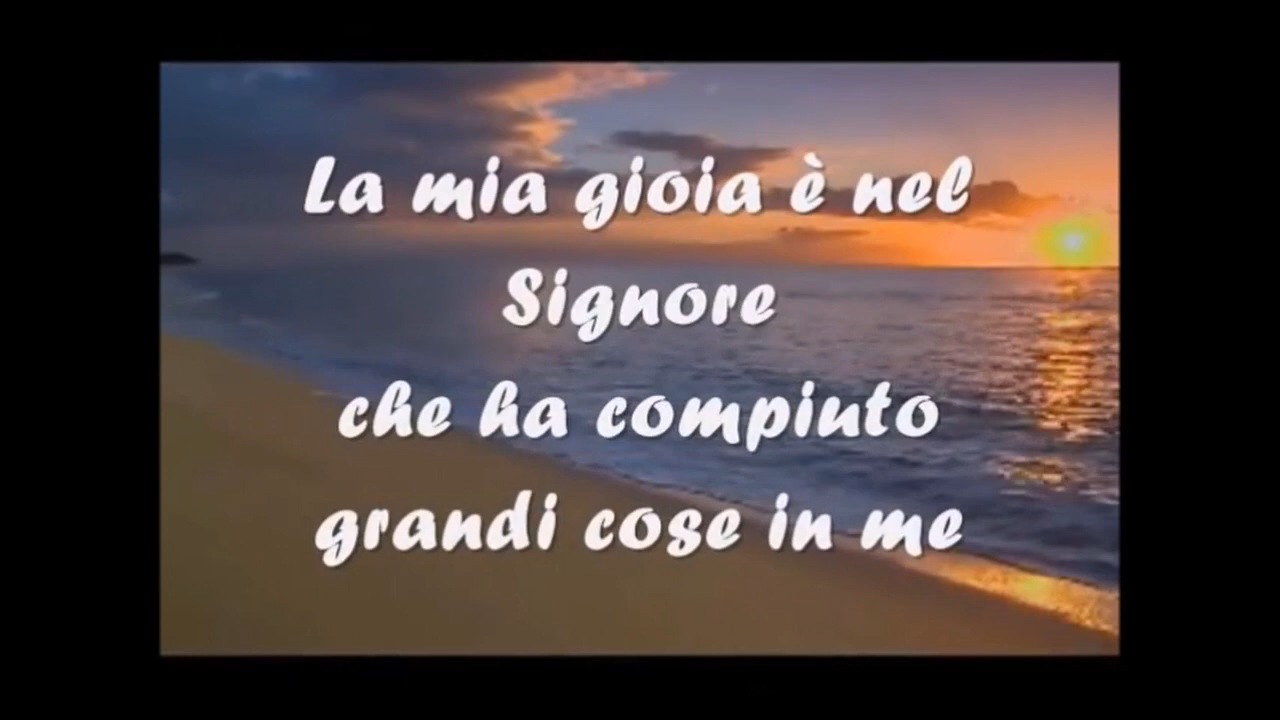 La mia gioia è nel
Signore
che ha compiuto
grandi cose in me